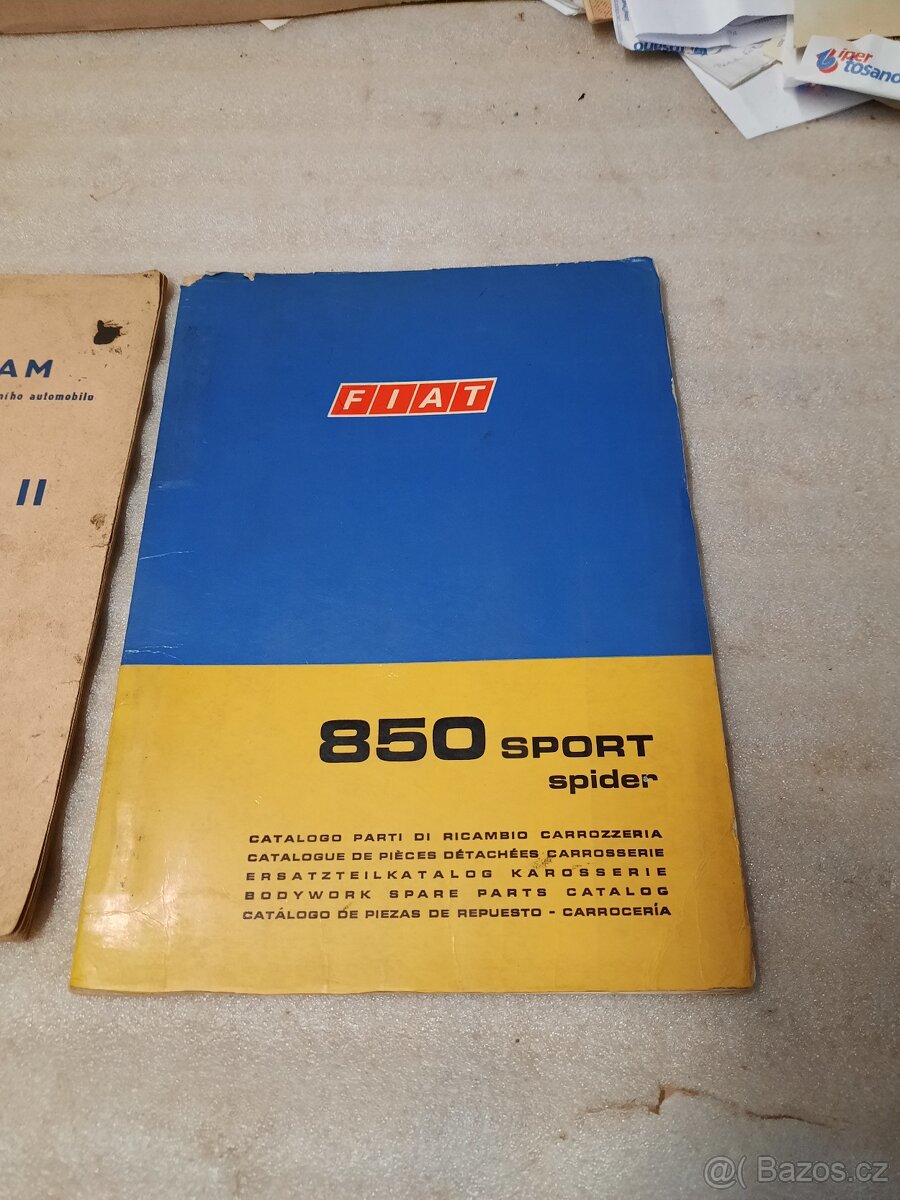 iper
tosano
AM
ního automobilu
II
FIAT
850 SPORT
spider
CATALOGO PARTI DI RICAMBIO CARROZZERIA
CATALOGUE DE PIÈCES DÉTACHÉES CARROSSERIE
ERSATZTEILKATALOG KAROSSERIE
BODYWORK SPARE PARTS CATALOG
CATÁLOGO DE PIEZAS DE REPUESTO - CARROCERÍA
@( Bazos.cz